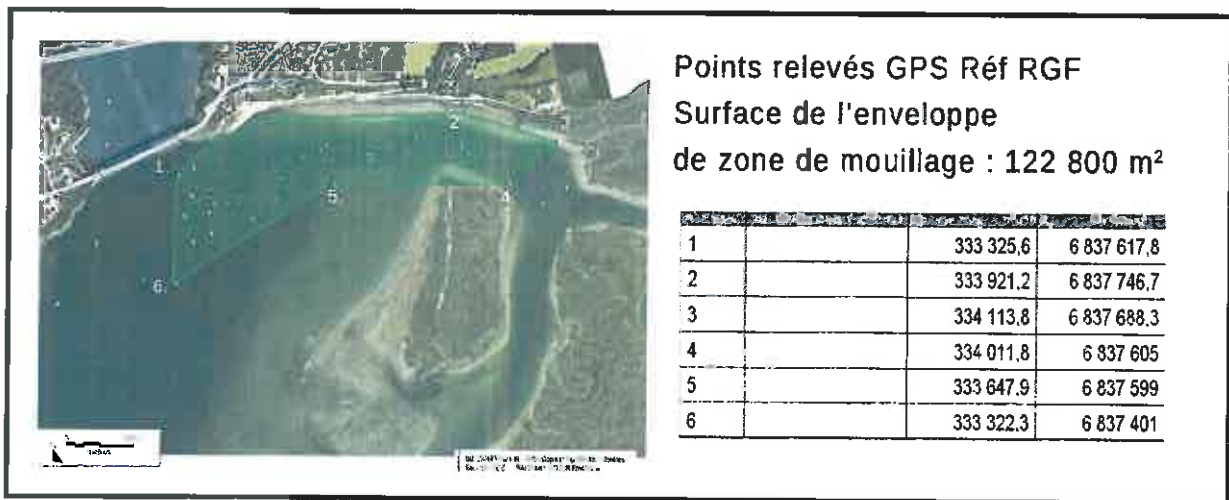 Points relevés GPS Réf RGF
Surface de l'enveloppe
de zone de mouillage : 122 800 m²
1 333 325,6 6 837 617,8
2 333 921,2 6 837 746,7
3 334 113,8 6 837 688,3
4 334 011,8 6 837 605
5 333 647,9 6 837 599
6 333 322,3 6 837 401
2
1
3
5
4
6